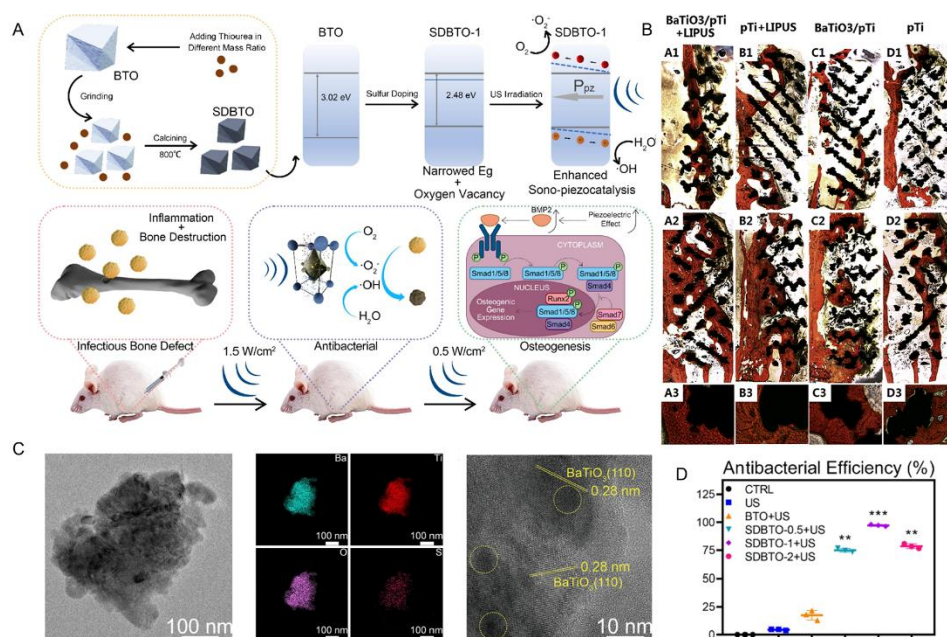 A
BTO
Adding Thiourea in
Different Mass Ratio
Grinding
SDBTO
Calcining
800℃
BTO
3.02 eV
Sulfur Doping
SDBTO-1
2.48 eV
Narrowed Eg
+
Oxygen Vacancy
US Irradiation
·O₂⁻
O₂
SDBTO-1
Ppz
H₂O
·OH
Enhanced
Sono-piezocatalysis
Inflammation
+
Bone Destruction
Infectious Bone Defect
1.5 W/cm²
O₂
·O₂⁻
·OH
H₂O
Antibacterial
0.5 W/cm²
BMP2
Piezoelectric
Effect
CYTOPLASM
P
P
P
P
Smad1/5/8
Smad1/5/8
Smad1/5/8
Smad4
NUCLEUS
Runx2
P
P
Osteogenic
Gene
Expression
Smad1/5/8
Smad4
Smad7
Smad6
Osteogenesis
B
BaTiO3/pTi
+LIPUS
pTi+LIPUS
BaTiO3/pTi
pTi
A1
B1
C1
D1
A2
B2
C2
D2
A3
B3
C3
D3
C
100 nm
Ba
100 nm
Ti
100 nm
O
100 nm
S
100 nm
BaTiO₃(110)
0.28 nm
0.28 nm
BaTiO₃(110)
10 nm
D
Antibacterial Efficiency (%)
125
100
75
50
25
0
CTRL
US
BTO+US
SDBTO-0.5+US
SDBTO-1+US
SDBTO-2+US
**
***
**